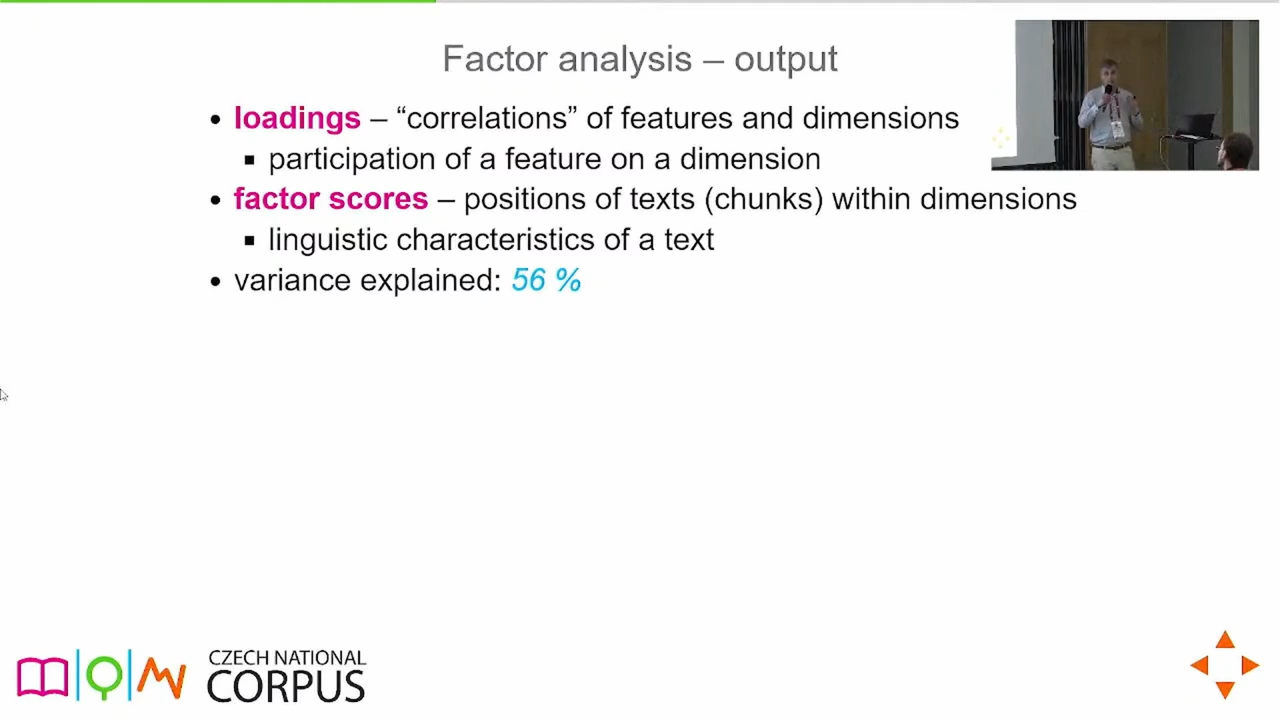 Factor analysis – output
• loadings – “correlations” of features and dimensions
▪ participation of a feature on a dimension
• factor scores – positions of texts (chunks) within dimensions
▪ linguistic characteristics of a text
• variance explained: 56 %
CZECH NATIONAL
CORPUS